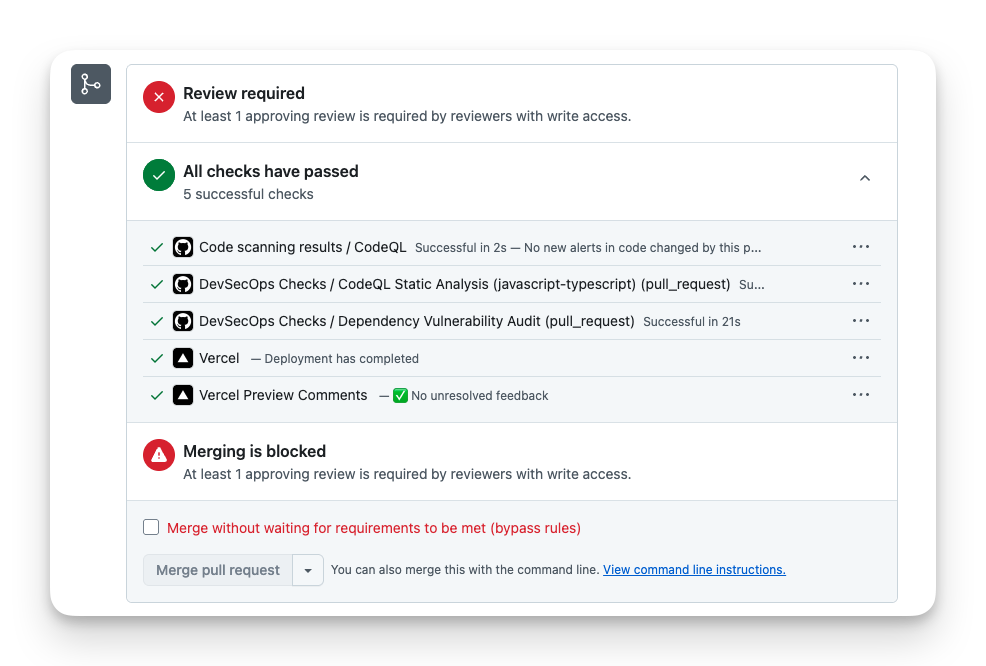 Review required
At least 1 approving review is required by reviewers with write access.
All checks have passed
5 successful checks
Code scanning results / CodeQL Successful in 2s — No new alerts in code changed by this p...
DevSecOps Checks / CodeQL Static Analysis (javascript-typescript) (pull_request) Su...
DevSecOps Checks / Dependency Vulnerability Audit (pull_request) Successful in 21s
Vercel — Deployment has completed
Vercel Preview Comments — ✅ No unresolved feedback
Merging is blocked
At least 1 approving review is required by reviewers with write access.
Merge without waiting for requirements to be met (bypass rules)
Merge pull request You can also merge this with the command line. View command line instructions.